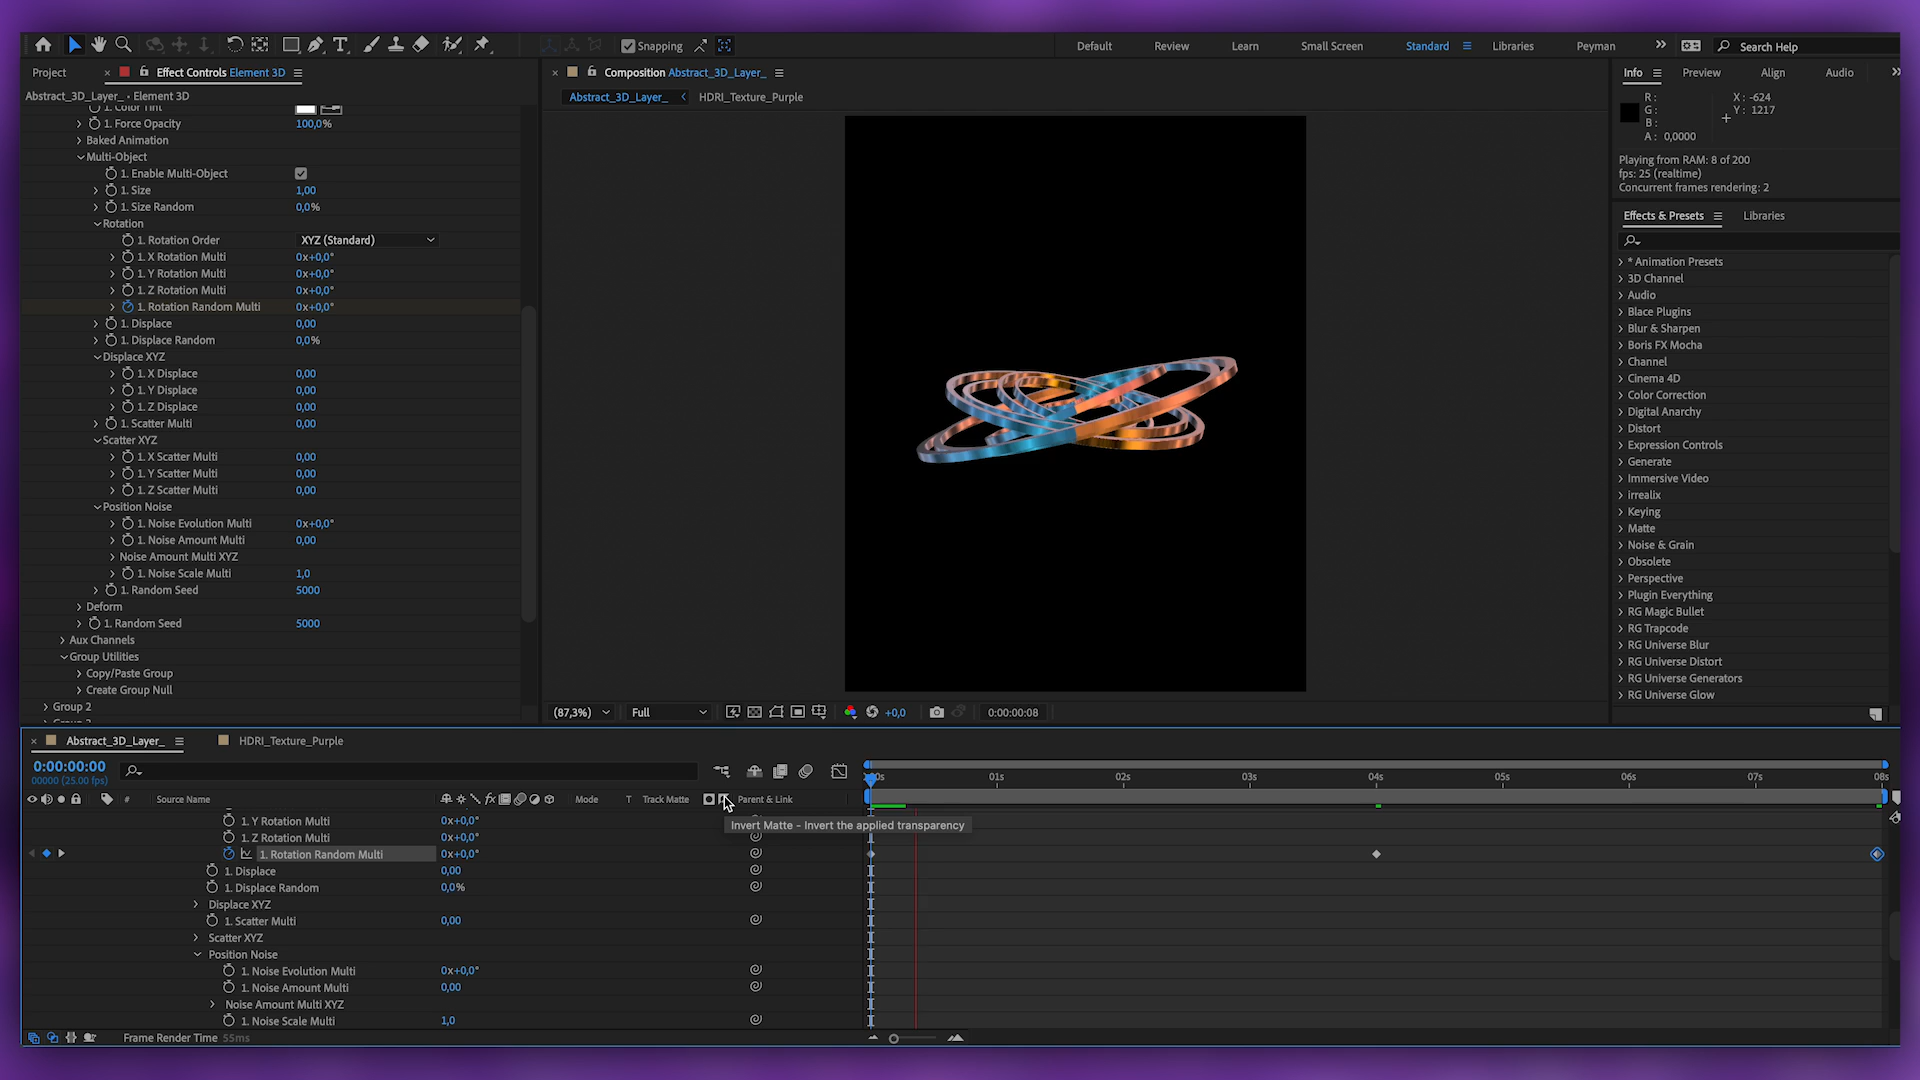 Snapping
Default
Review
Learn
Small Screen
Standard
Libraries
Peyman
Search Help
Project
Effect Controls Element 3D
Composition Abstract_3D_Layer_
Info
Preview
Align
Audio
Abstract_3D_Layer_ · Element 3D
Abstract_3D_Layer_
HDRI_Texture_Purple
R:
G:
B:
A: 0,0000
X: -624
Y: 1217
Playing from RAM: 8 of 200
fps: 25 (realtime)
Concurrent frames rendering: 2
Effects & Presets
Libraries
1. Color Tint
1. Force Opacity 100,0%
Baked Animation
Multi-Object
1. Enable Multi-Object
1. Size 1,00
1. Size Random 0,0%
Rotation
1. Rotation Order XYZ (Standard)
1. X Rotation Multi 0x+0,0°
1. Y Rotation Multi 0x+0,0°
1. Z Rotation Multi 0x+0,0°
1. Rotation Random Multi 0x+0,0°
1. Displace 0,00
1. Displace Random 0,0%
Displace XYZ
1. X Displace 0,00
1. Y Displace 0,00
1. Z Displace 0,00
1. Scatter Multi 0,00
Scatter XYZ
1. X Scatter Multi 0,00
1. Y Scatter Multi 0,00
1. Z Scatter Multi 0,00
Position Noise
1. Noise Evolution Multi 0x+0,0°
1. Noise Amount Multi 0,00
Noise Amount Multi XYZ
1. Noise Scale Multi 1,0
1. Random Seed 5000
Deform
1. Random Seed 5000
Aux Channels
Group Utilities
Copy/Paste Group
Create Group Null
Group 2
* Animation Presets
3D Channel
Audio
Blace Plugins
Blur & Sharpen
Boris FX Mocha
Channel
Cinema 4D
Color Correction
Digital Anarchy
Distort
Expression Controls
Generate
Immersive Video
irrealix
Keying
Matte
Noise & Grain
Obsolete
Perspective
Plugin Everything
RG Magic Bullet
RG Trapcode
RG Universe Blur
RG Universe Distort
RG Universe Generators
RG Universe Glow
(87,3%)
Full
+0,0
0:00:00:08
Abstract_3D_Layer_
HDRI_Texture_Purple
0:00:00:00
00000 (25.00 fps)
01s
02s
03s
04s
05s
06s
07s
08s
#
Source Name
Mode
T
Track Matte
Parent & Link
Invert Matte - Invert the applied transparency
1. Y Rotation Multi 0x+0,0°
1. Z Rotation Multi 0x+0,0°
1. Rotation Random Multi 0x+0,0°
1. Displace 0,00
1. Displace Random 0,0%
Displace XYZ
1. Scatter Multi 0,00
Scatter XYZ
Position Noise
1. Noise Evolution Multi 0x+0,0°
1. Noise Amount Multi 0,00
Noise Amount Multi XYZ
1. Noise Scale Multi 1,0
Frame Render Time 55ms